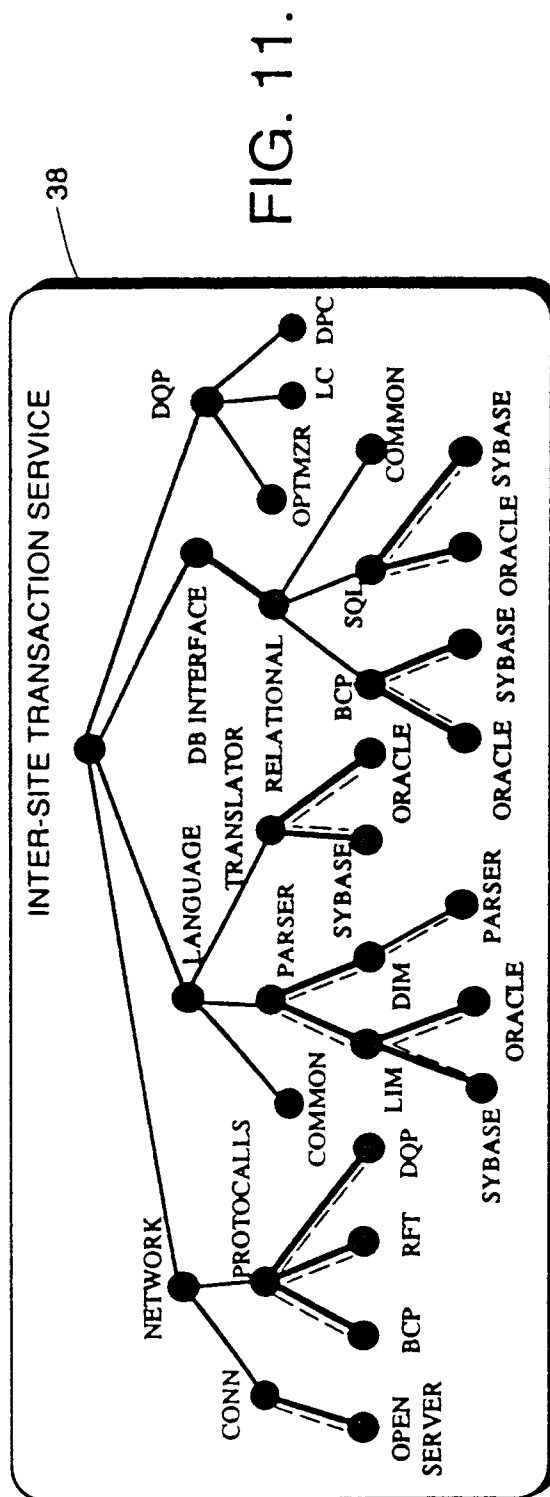 INTER-SITE TRANSACTION SERVICE
38
NETWORK
LANGUAGE
DB INTERFACE
DQP
CONN
PROTOCALLS
COMMON
PARSER
TRANSLATOR
RELATIONAL
OPTMZR
LC
DPC
OPEN
SERVER
BCP
RFT
DQP
LIM
DIM
SYBASE
ORACLE
BCP
SQL
COMMON
SYBASE
ORACLE
PARSER
ORACLE
SYBASE
ORACLE
SYBASE
FIG. 11.